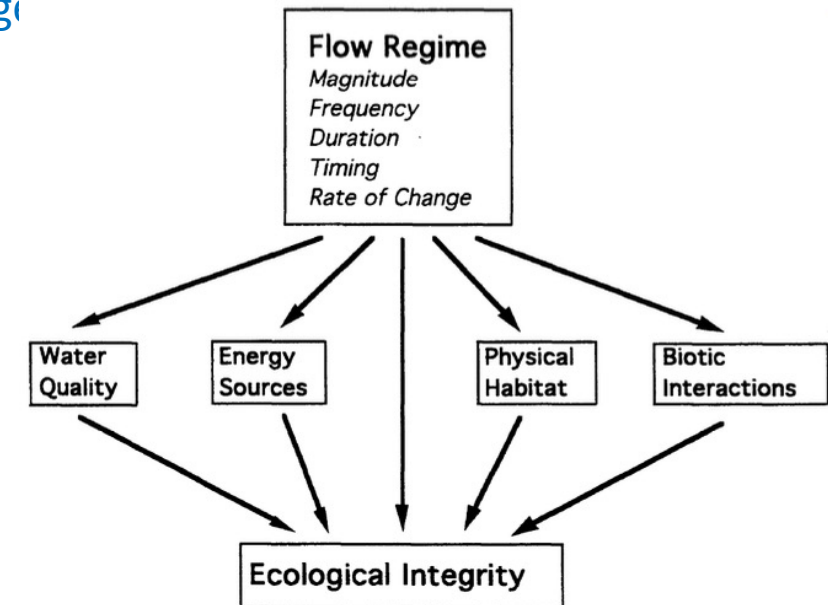 Flow Regime
Magnitude
Frequency
Duration
Timing
Rate of Change
Water
Quality
Energy
Sources
Physical
Habitat
Biotic
Interactions
Ecological Integrity